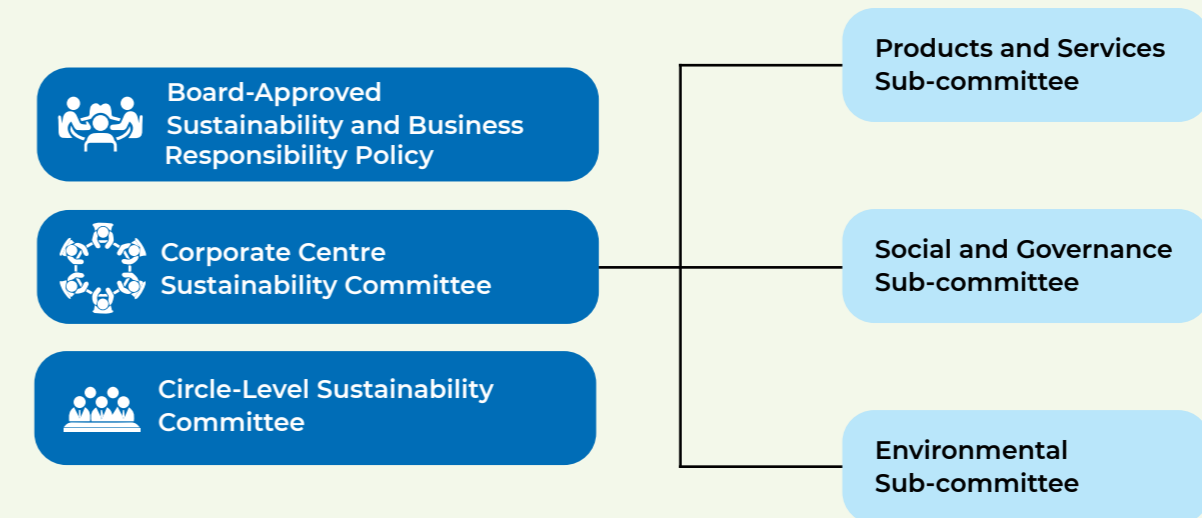 Board-Approved
Sustainability and Business
Responsibility Policy
Corporate Centre
Sustainability Committee
Circle-Level Sustainability
Committee
Products and Services
Sub-committee
Social and Governance
Sub-committee
Environmental
Sub-committee